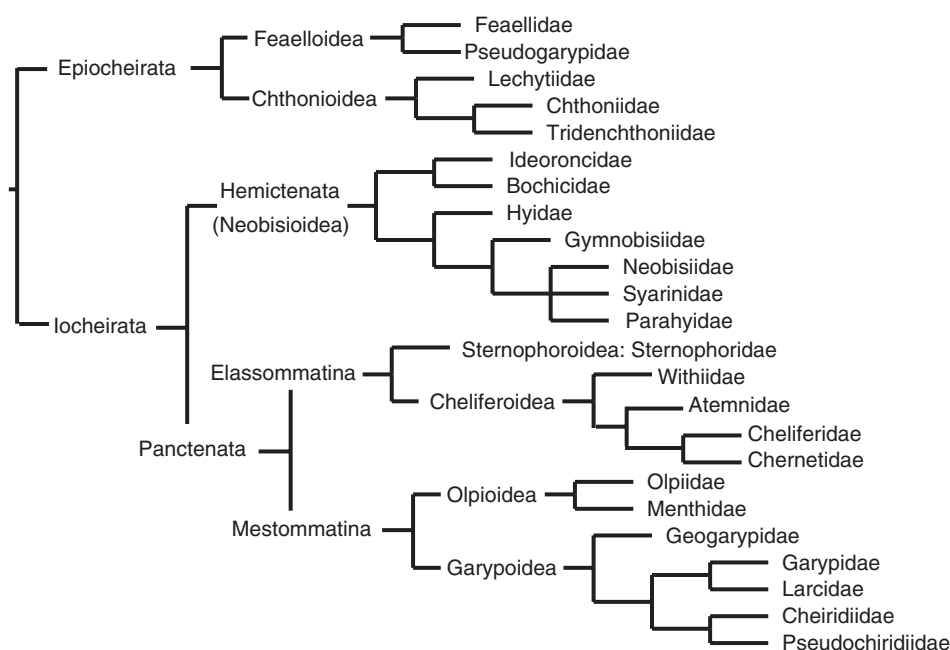 Feaellidae
Feaelloidea
Pseudogarypidae
Epiocheirata
Lechytiidae
Chthonioidea
Chthoniidae
Tridenchthoniidae
Ideoroncidae
Hemictenata
Bochicidae
(Neobisioidea)
Hyidae
Gymnobisiidae
Neobisiidae
Syarinidae
Parahyidae
Iocheirata
Sternophoroidea: Sternophoridae
Elassommatina
Withiidae
Cheliferoidea
Atemnidae
Cheliferidae
Panctenata
Chernetidae
Olpiidae
Olpioidea
Menthidae
Mestommatina
Geogarypidae
Garypidae
Garypoidea
Larcidae
Cheiridiidae
Pseudochiridiidae